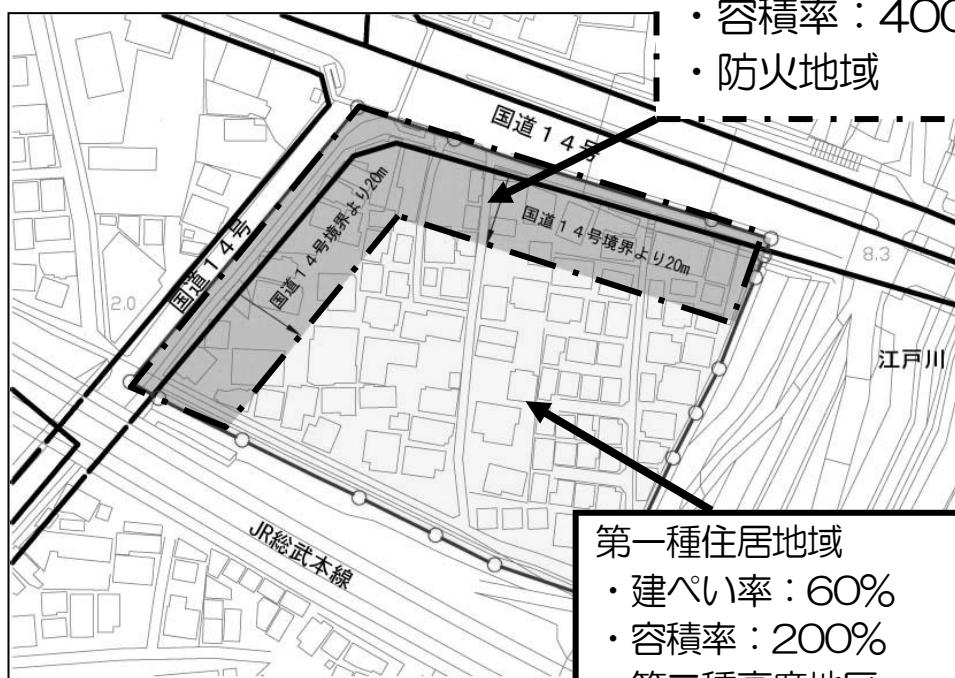 ・容積率：400
・防火地域
国道１４号
国道１４号境界より20m
国道１４号境界より20m
国道１４号
8.3
2.0
江戸川
JR総武本線
第一種住居地域
・建ぺい率：60%
・容積率：200%